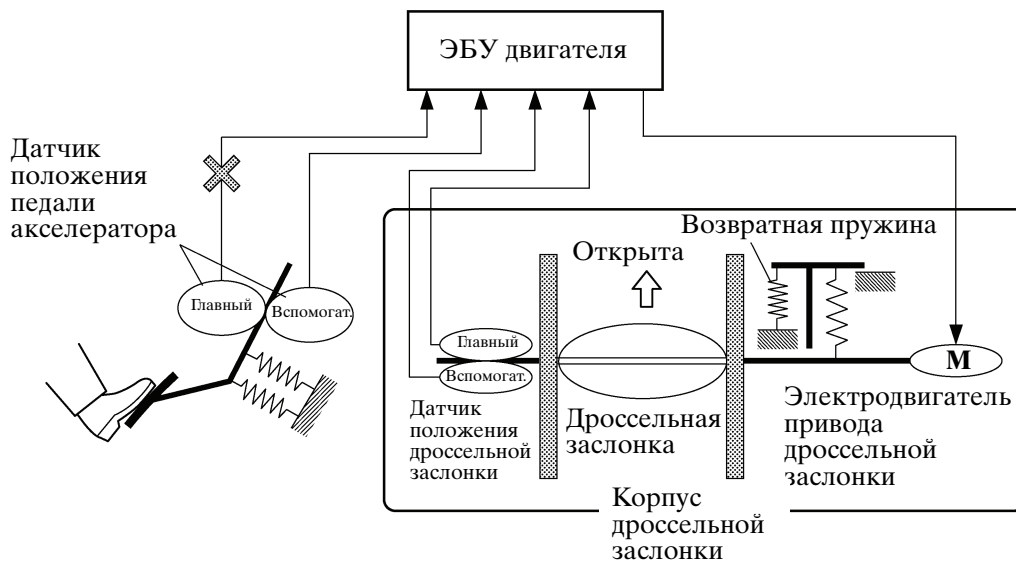 ЭБУ двигателя
Датчик
положения
педали
акселератора
Возвратная пружина
Открыта
Главный
Вспомогат.
Главный
Вспомогат.
М
Датчик
положения
дроссельной
заслонки
Дроссельная
заслонка
Электродвигатель
привода
дроссельной
заслонки
Корпус
дроссельной
заслонки